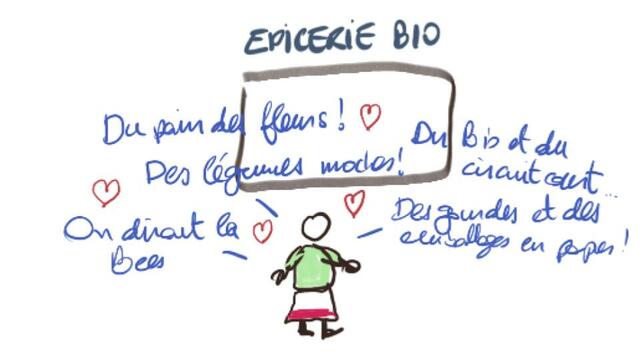 EPICERIE BIO
Du pain des fleurs !
Des légumes moches !
Du Bio et du
circuit court...
On dirait la
Des gourdes et des
emballages en papier !